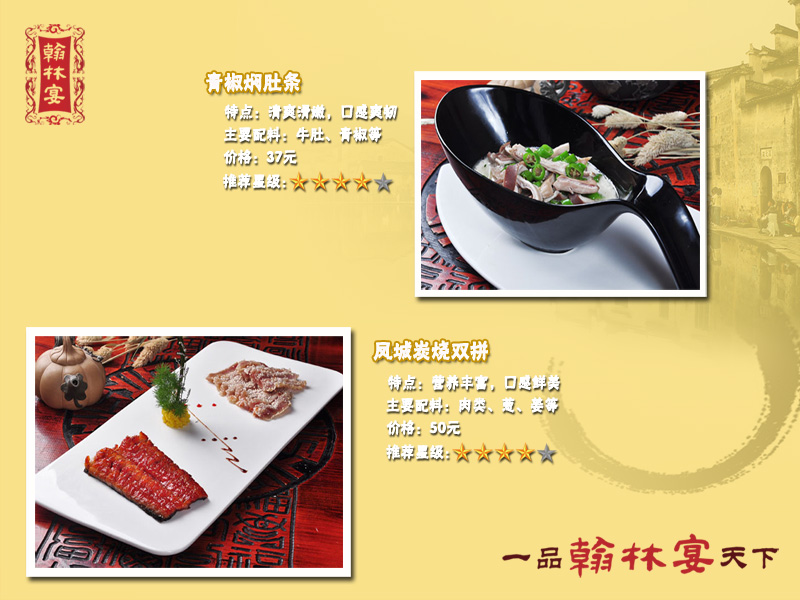 翰林宴
青椒焖肚条
特点：清爽滑嫩，口感爽韧
主要配料：牛肚、青椒等
价格：37元
推荐星级：
凤城炭烧双拼
特点：营养丰富，口感鲜美
主要配料：肉类、葱、姜等
价格：50元
推荐星级：
一品翰林宴天下